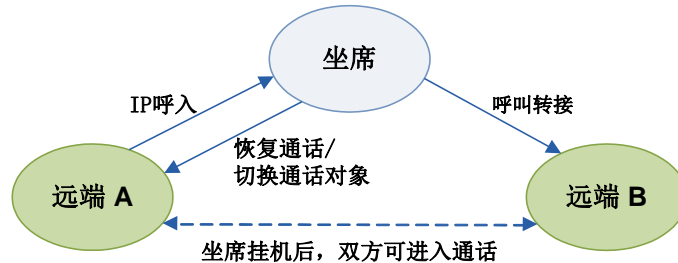 坐席
IP呼入
呼叫转接
恢复通话/
切换通话对象
远端 A
远端 B
坐席挂机后，双方可进入通话